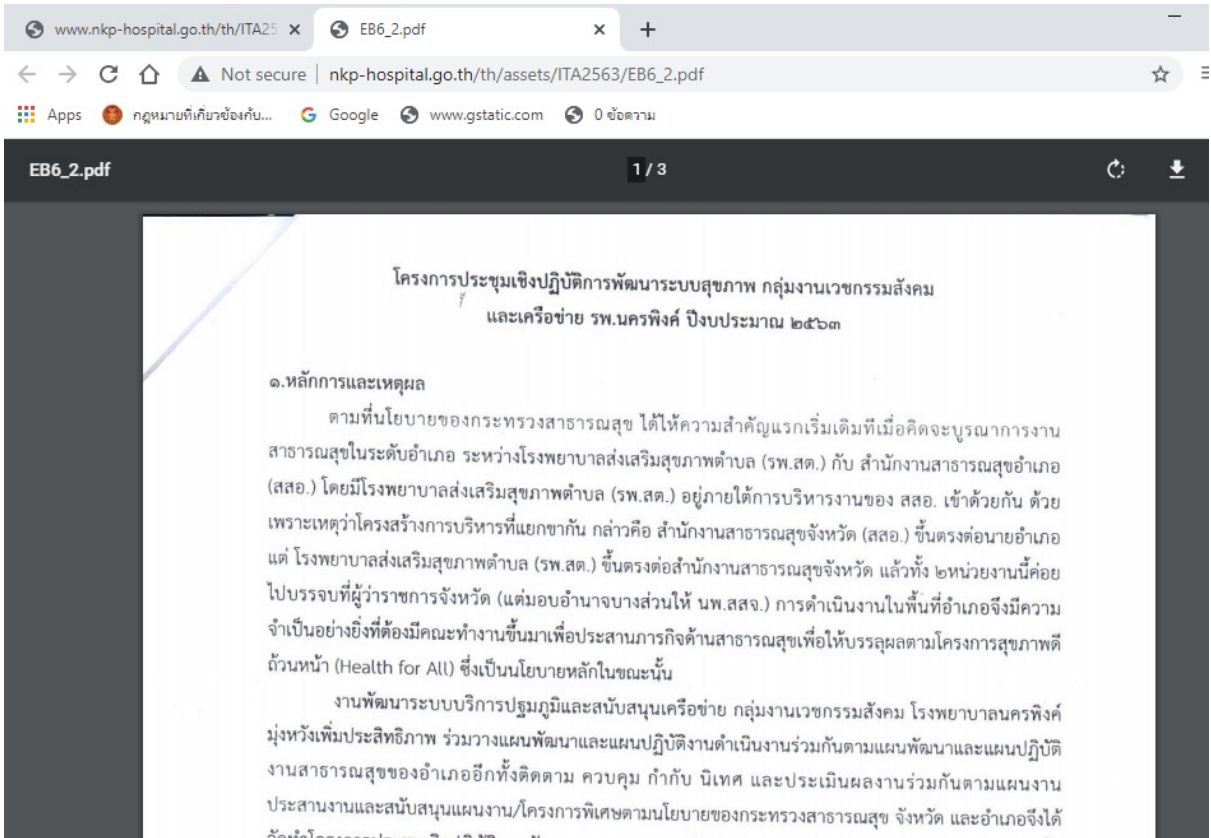 www.nkp-hospital.go.th/th/ITA25
EB6_2.pdf
Not secure | nkp-hospital.go.th/th/assets/ITA2563/EB6_2.pdf
Apps กฎหมายที่เกี่ยวข้องกับ... Google www.gstatic.com 0 ข้อความ
EB6_2.pdf 1 / 3
โครงการประชุมเชิงปฏิบัติการพัฒนาระบบสุขภาพ กลุ่มงานเวชกรรมสังคม
และเครือข่าย รพ.นครพิงค์ ปีงบประมาณ ๒๕๖๓
๑.หลักการและเหตุผล
ตามที่นโยบายของกระทรวงสาธารณสุข ได้ให้ความสำคัญแรกเริ่มเดิมทีเมื่อคิดจะบูรณาการงาน
สาธารณสุขในระดับอำเภอ ระหว่างโรงพยาบาลส่งเสริมสุขภาพตำบล (รพ.สต.) กับ สำนักงานสาธารณสุขอำเภอ
(สสอ.) โดยมีโรงพยาบาลส่งเสริมสุขภาพตำบล (รพ.สต.) อยู่ภายใต้การบริหารงานของ สสอ. เข้าด้วยกัน ด้วย
เพราะเหตุว่าโครงสร้างการบริหารที่แยกขากัน กล่าวคือ สำนักงานสาธารณสุขจังหวัด (สสอ.) ขึ้นตรงต่อนายอำเภอ
แต่ โรงพยาบาลส่งเสริมสุขภาพตำบล (รพ.สต.) ขึ้นตรงต่อสำนักงานสาธารณสุขจังหวัด แล้วทั้ง ๒หน่วยงานนี้ค่อย
ไปบรรจบที่ผู้ว่าราชการจังหวัด (แต่มอบอำนาจบางส่วนให้ นพ.สสจ.) การดำเนินงานในพื้นที่อำเภอจึงมีความ
จำเป็นอย่างยิ่งที่ต้องมีคณะทำงานขึ้นมาเพื่อประสานภารกิจด้านสาธารณสุขเพื่อให้บรรลุผลตามโครงการสุขภาพดี
ถ้วนหน้า (Health for All) ซึ่งเป็นนโยบายหลักในขณะนั้น
งานพัฒนาระบบบริการปฐมภูมิและสนับสนุนเครือข่าย กลุ่มงานเวชกรรมสังคม โรงพยาบาลนครพิงค์
มุ่งหวังเพิ่มประสิทธิภาพ ร่วมวางแผนพัฒนาและแผนปฏิบัติงานดำเนินงานร่วมกันตามแผนพัฒนาและแผนปฏิบัติ
งานสาธารณสุขของอำเภออีกทั้งติดตาม ควบคุม กำกับ นิเทศ และประเมินผลงานร่วมกันตามแผนงาน
ประสานงานและสนับสนุนแผนงาน/โครงการพิเศษตามนโยบายของกระทรวงสาธารณสุข จังหวัด และอำเภอจึงได้